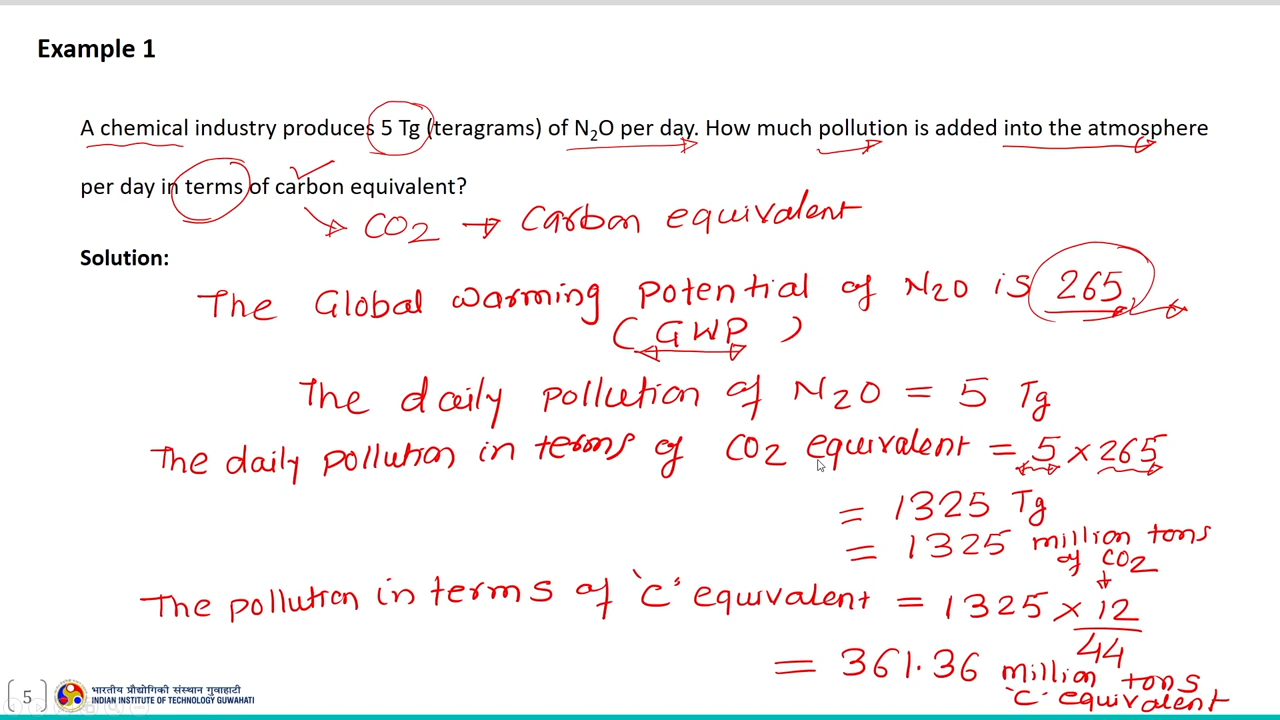 Example 1
A chemical industry produces 5 Tg (teragrams) of N₂O per day. How much pollution is added into the atmosphere
per day in terms of carbon equivalent?
CO2 → Carbon equivalent
Solution:
The Global warming potential of N2O is 265
( GWP )
The daily pollution of N2O = 5 Tg
The daily pollution in terms of CO2 equivalent = 5 × 265
= 1325 Tg
= 1325 million tons
of CO2
The pollution in terms of 'C' equivalent = 1325 × 12
44
= 361.36 million tons
'C' equivalent
5
भारतीय प्रौद्योगिकी संस्थान गुवाहाटी
INDIAN INSTITUTE OF TECHNOLOGY GUWAHATI